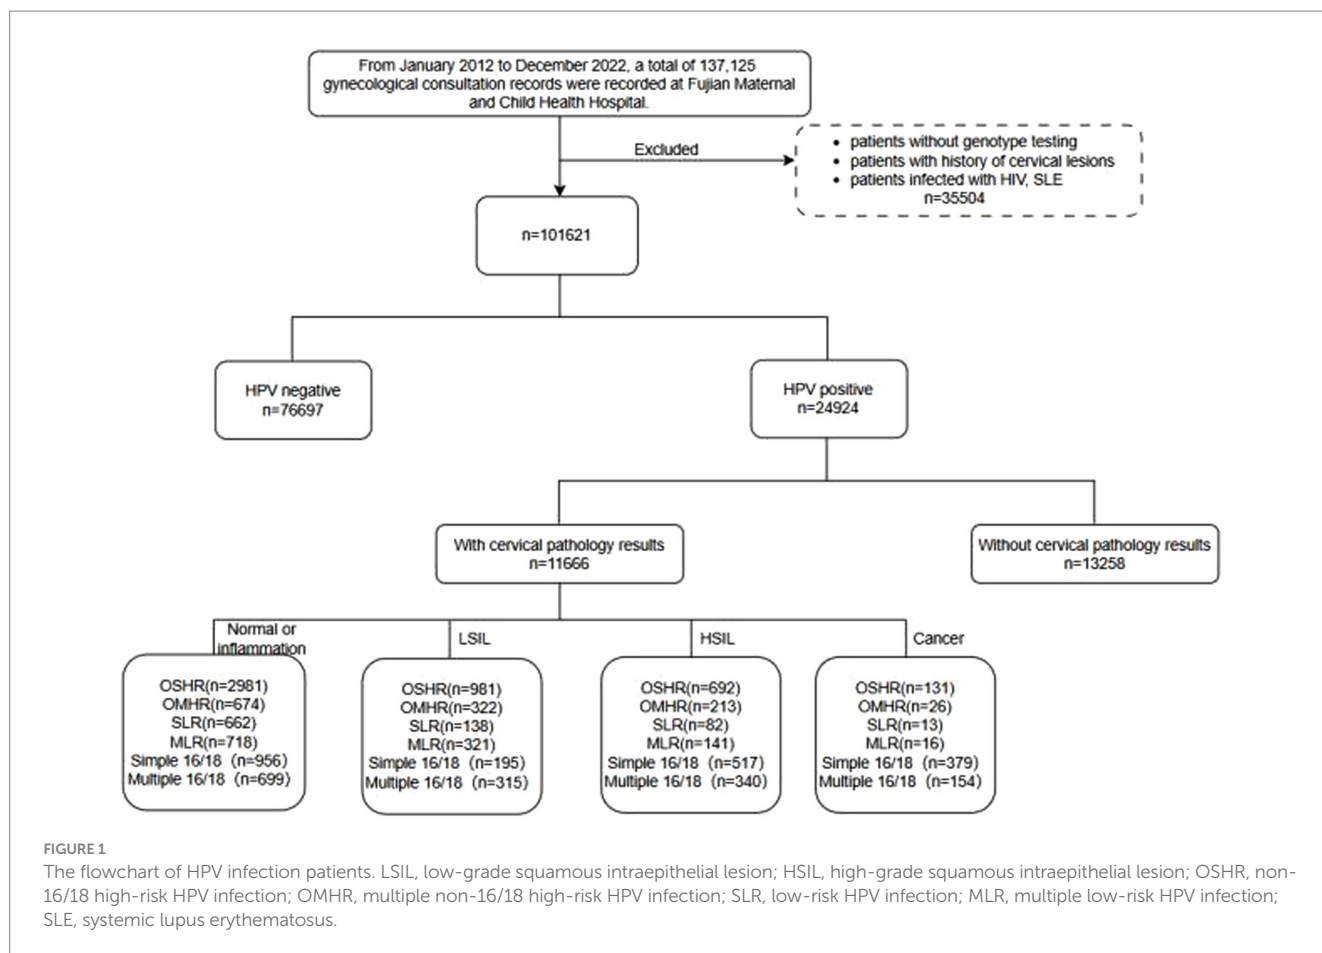 From January 2012 to December 2022, a total of 137,125
gynecological consultation records were recorded at Fujian Maternal
and Child Health Hospital.
Excluded
• patients without genotype testing
• patients with history of cervical lesions
• patients infected with HIV, SLE
n=35504
n=101621
HPV negative
n=76697
HPV positive
n=24924
With cervical pathology results
n=11666
Without cervical pathology results
n=13258
Normal or
inflammation
OSHR(n=2981)
OMHR(n=674)
SLR(n=662)
MLR(n=718)
Simple 16/18 (n=956)
Multiple 16/18 (n=699)
LSIL
OSHR(n=981)
OMHR(n=322)
SLR(n=138)
MLR(n=321)
Simple 16/18 (n=195)
Multiple 16/18 (n=315)
HSIL
OSHR(n=692)
OMHR(n=213)
SLR(n=82)
MLR(n=141)
Simple 16/18 (n=517)
Multiple 16/18 (n=340)
Cancer
OSHR(n=131)
OMHR(n=26)
SLR(n=13)
MLR(n=16)
Simple 16/18 (n=379)
Multiple 16/18 (n=154)
FIGURE 1
The flowchart of HPV infection patients. LSIL, low-grade squamous intraepithelial lesion; HSIL, high-grade squamous intraepithelial lesion; OSHR, non-
16/18 high-risk HPV infection; OMHR, multiple non-16/18 high-risk HPV infection; SLR, low-risk HPV infection; MLR, multiple low-risk HPV infection;
SLE, systemic lupus erythematosus.